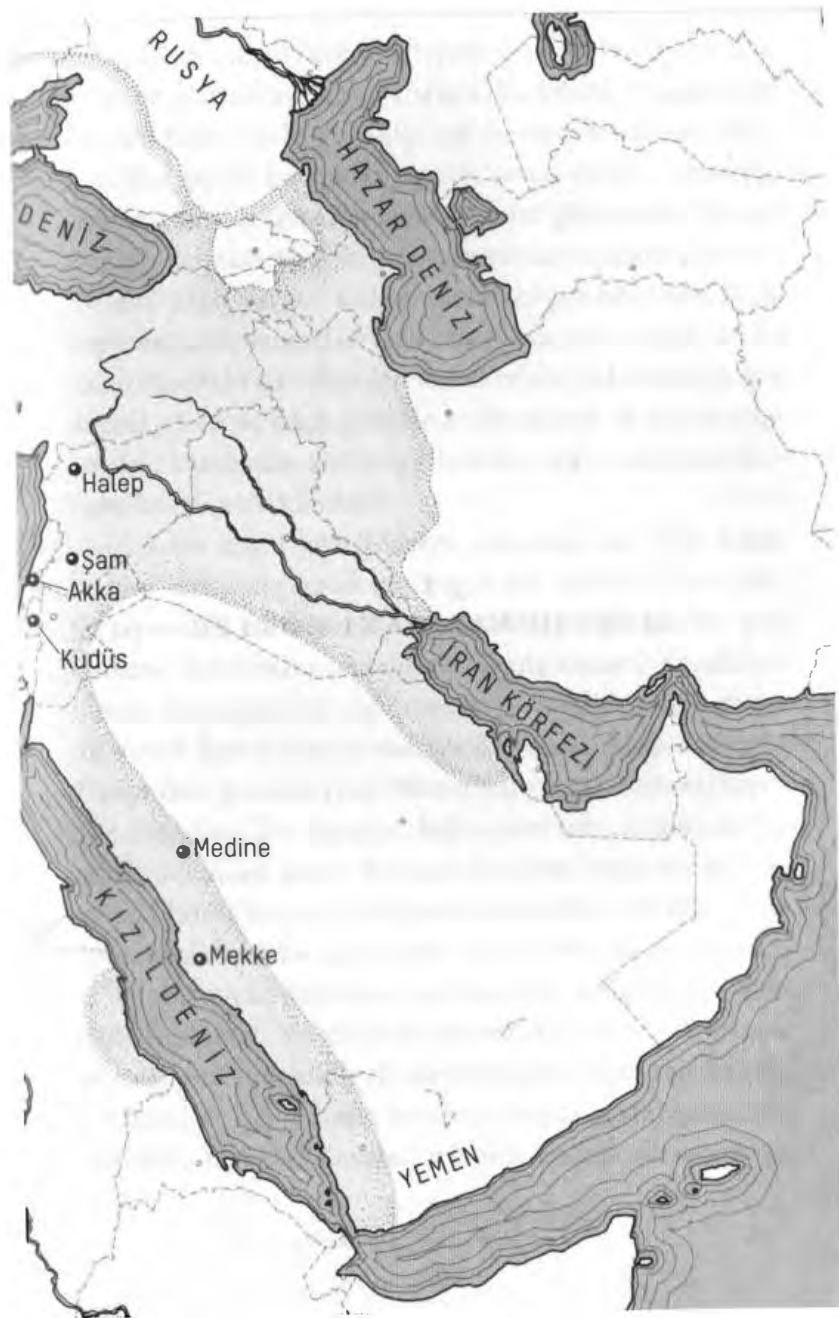 RUSYA
HAZAR DENİZİ
DENİZ
Halep
Şam
Akka
Kudüs
İRAN KÖRFEZİ
Medine
KIZILDENİZ
Mekke
YEMEN